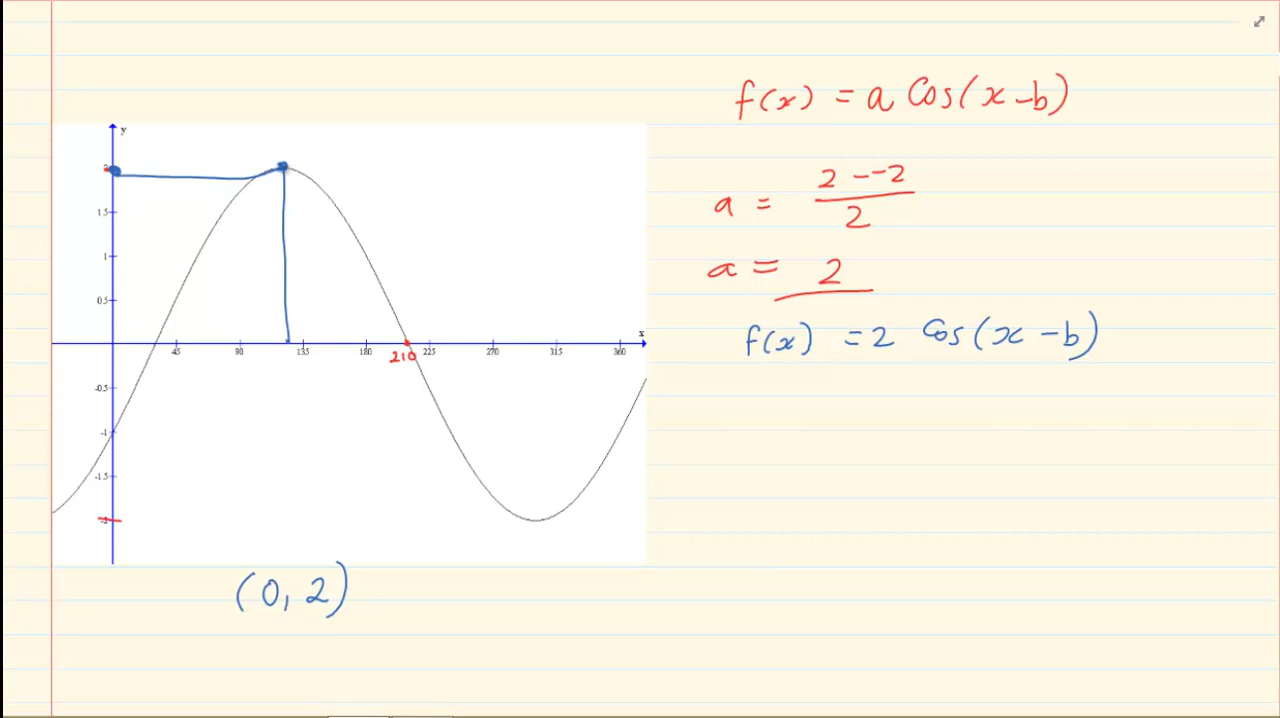 f(x) = a Cos(x - b)
y
a = 2 - -2 / 2
a = 2
f(x) = 2 cos(x - b)
2
1.5
1
0.5
x
45 90 135 180 210 225 270 315 360
-0.5
-1
-1.5
-2
(0, 2)